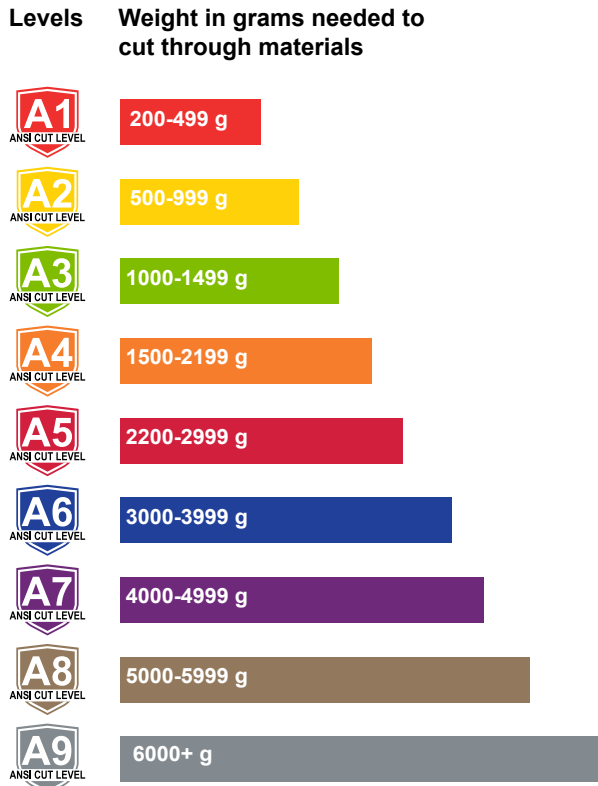 Levels Weight in grams needed to
cut through materials
A1
ANSI CUT LEVEL
200-499 g
A2
ANSI CUT LEVEL
500-999 g
A3
ANSI CUT LEVEL
1000-1499 g
A4
ANSI CUT LEVEL
1500-2199 g
A5
ANSI CUT LEVEL
2200-2999 g
A6
ANSI CUT LEVEL
3000-3999 g
A7
ANSI CUT LEVEL
4000-4999 g
A8
ANSI CUT LEVEL
5000-5999 g
A9
ANSI CUT LEVEL
6000+ g